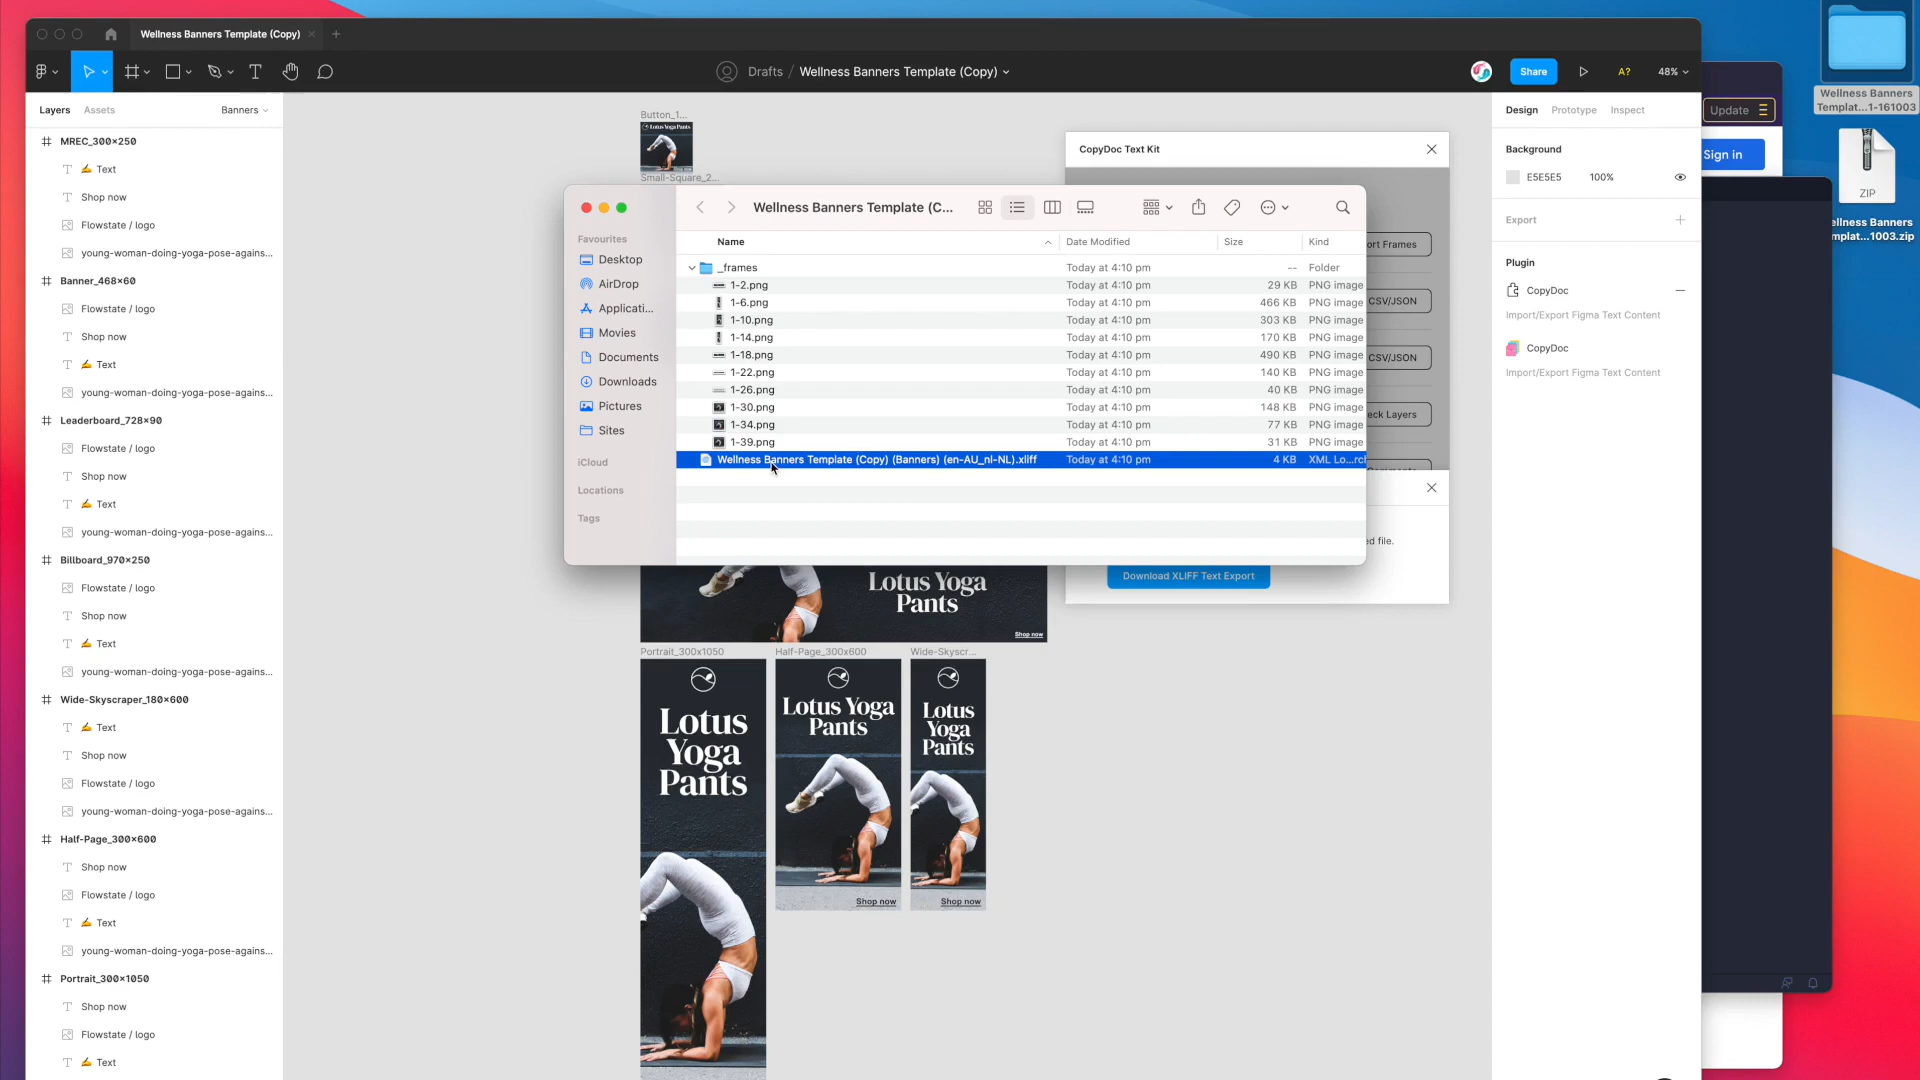 Wellness Banners Template (Copy)
Drafts / Wellness Banners Template (Copy)
Share
A?
48%
Layers
Assets
Banners
MREC_300×250
✍️ Text
Shop now
Flowstate / logo
young-woman-doing-yoga-pose-agains...
Banner_468×60
Flowstate / logo
Shop now
✍️ Text
young-woman-doing-yoga-pose-agains...
Leaderboard_728×90
Flowstate / logo
Shop now
✍️ Text
young-woman-doing-yoga-pose-agains...
Billboard_970×250
Flowstate / logo
Shop now
✍️ Text
young-woman-doing-yoga-pose-agains...
Wide-Skyscraper_180×600
✍️ Text
Shop now
Flowstate / logo
young-woman-doing-yoga-pose-agains...
Half-Page_300×600
Shop now
Flowstate / logo
✍️ Text
young-woman-doing-yoga-pose-agains...
Portrait_300×1050
Shop now
Flowstate / logo
✍️ Text
Button_1...
Lotus Yoga Pants
Small-Square_2...
CopyDoc Text Kit
ort Frames
CSV/JSON
CSV/JSON
eck Layers
ed file.
Download XLIFF Text Export
Wellness Banners Template (C...
Favourites
Desktop
AirDrop
Applicati...
Movies
Documents
Downloads
Pictures
Sites
iCloud
Locations
Tags
Name Date Modified Size Kind
_frames Today at 4:10 pm -- Folder
1-2.png Today at 4:10 pm 29 KB PNG image
1-6.png Today at 4:10 pm 466 KB PNG image
1-10.png Today at 4:10 pm 303 KB PNG image
1-14.png Today at 4:10 pm 170 KB PNG image
1-18.png Today at 4:10 pm 490 KB PNG image
1-22.png Today at 4:10 pm 140 KB PNG image
1-26.png Today at 4:10 pm 40 KB PNG image
1-30.png Today at 4:10 pm 148 KB PNG image
1-34.png Today at 4:10 pm 77 KB PNG image
1-39.png Today at 4:10 pm 31 KB PNG image
Wellness Banners Template (Copy) (Banners) (en-AU_nl-NL).xliff Today at 4:10 pm 4 KB XML Lo...rcl
Lotus Yoga
Pants
Shop now
Portrait_300x1050
Half-Page_300x600
Wide-Skyscr...
Lotus
Yoga
Pants
Lotus Yoga
Pants
Shop now
Lotus
Yoga
Pants
Shop now
Design
Prototype
Inspect
Background
E5E5E5
100%
Export
Plugin
CopyDoc
Import/Export Figma Text Content
CopyDoc
Import/Export Figma Text Content
Update
Sign in
Wellness Banners
Templat...1-161003
ZIP
ellness Banners
mplat...1003.zip